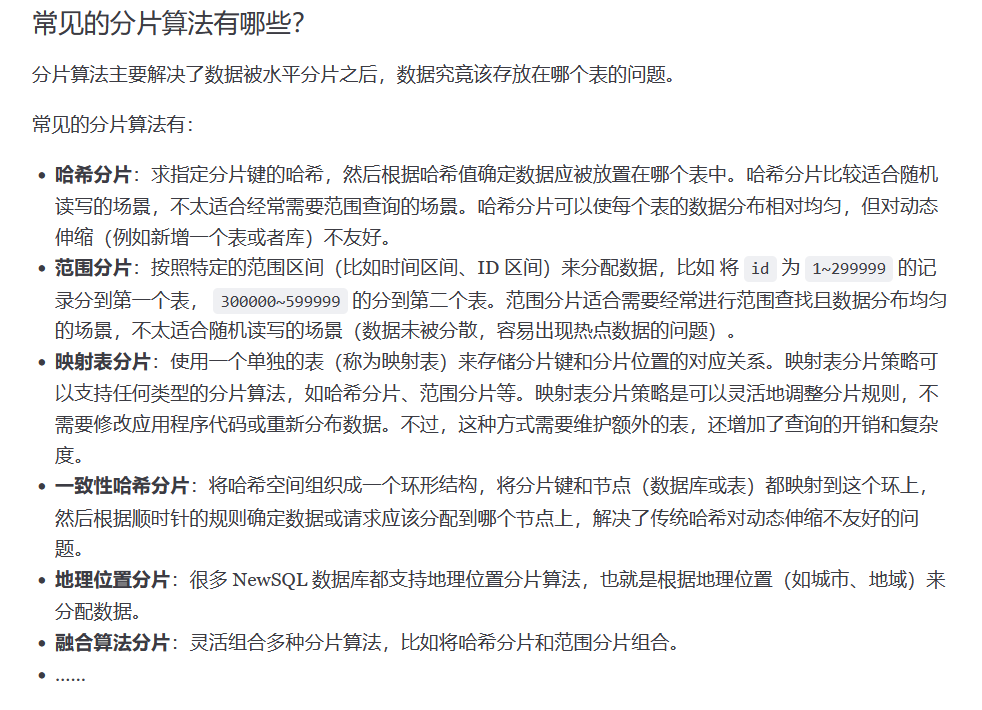 常见的分片算法有哪些？
分片算法主要解决了数据被水平分片之后，数据究竟该存放在哪个表的问题。
常见的分片算法有：
• 哈希分片：求指定分片键的哈希，然后根据哈希值确定数据应被放置在哪个表中。哈希分片比较适合随机
读写的场景，不太适合经常需要范围查询的场景。哈希分片可以使每个表的数据分布相对均匀，但对动态
伸缩（例如新增一个表或者库）不友好。
• 范围分片：按照特定的范围区间（比如时间区间、ID 区间）来分配数据，比如 将 id 为 1~299999 的记
录分到第一个表， 300000~599999 的分到第二个表。范围分片适合需要经常进行范围查找且数据分布均匀
的场景，不太适合随机读写的场景（数据未被分散，容易出现热点数据的问题）。
• 映射表分片：使用一个单独的表（称为映射表）来存储分片键和分片位置的对应关系。映射表分片策略可
以支持任何类型的分片算法，如哈希分片、范围分片等。映射表分片策略是可以灵活地调整分片规则，不
需要修改应用程序代码或重新分布数据。不过，这种方式需要维护额外的表，还增加了查询的开销和复杂
度。
• 一致性哈希分片：将哈希空间组织成一个环形结构，将分片键和节点（数据库或表）都映射到这个环上，
然后根据顺时针的规则确定数据或请求应该分配到哪个节点上，解决了传统哈希对动态伸缩不友好的问
题。
• 地理位置分片：很多 NewSQL 数据库都支持地理位置分片算法，也就是根据地理位置（如城市、地域）来
分配数据。
• 融合算法分片：灵活组合多种分片算法，比如将哈希分片和范围分片组合。
• ......